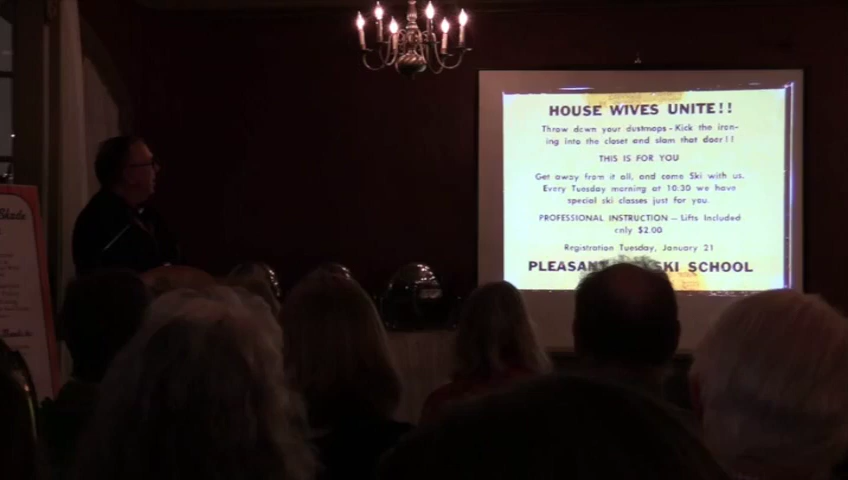 HOUSE WIVES UNITE!!
Throw down your dustmops - Kick the iron-
ing into the closet and slam that door!!
THIS IS FOR YOU
Get away from it all, and come Ski with us.
Every Tuesday morning at 10:30 we have
special ski classes just for you.
PROFESSIONAL INSTRUCTION — Lifts Included
only $2.00
Registration Tuesday, January 21
PLEASAN SKI SCHOOL
Skade